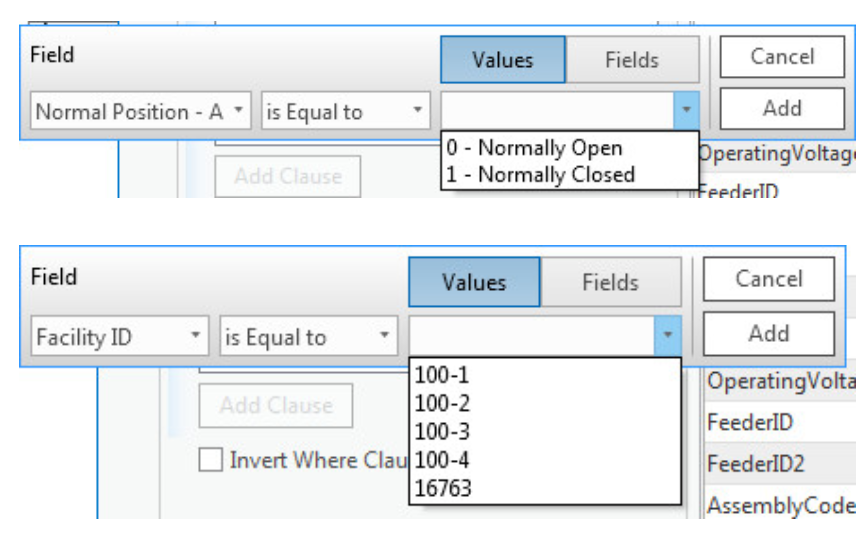 Field Values Fields Cancel
Normal Position - A is Equal to Add
0 - Normally Open
1 - Normally Closed
OperatingVoltage
Add Clause
FeederID
Field Values Fields Cancel
Facility ID is Equal to Add
100-1
100-2
100-3
100-4
16763
Add Clause
Invert Where Clau
OperatingVolta
FeederID
FeederID2
AssemblyCode